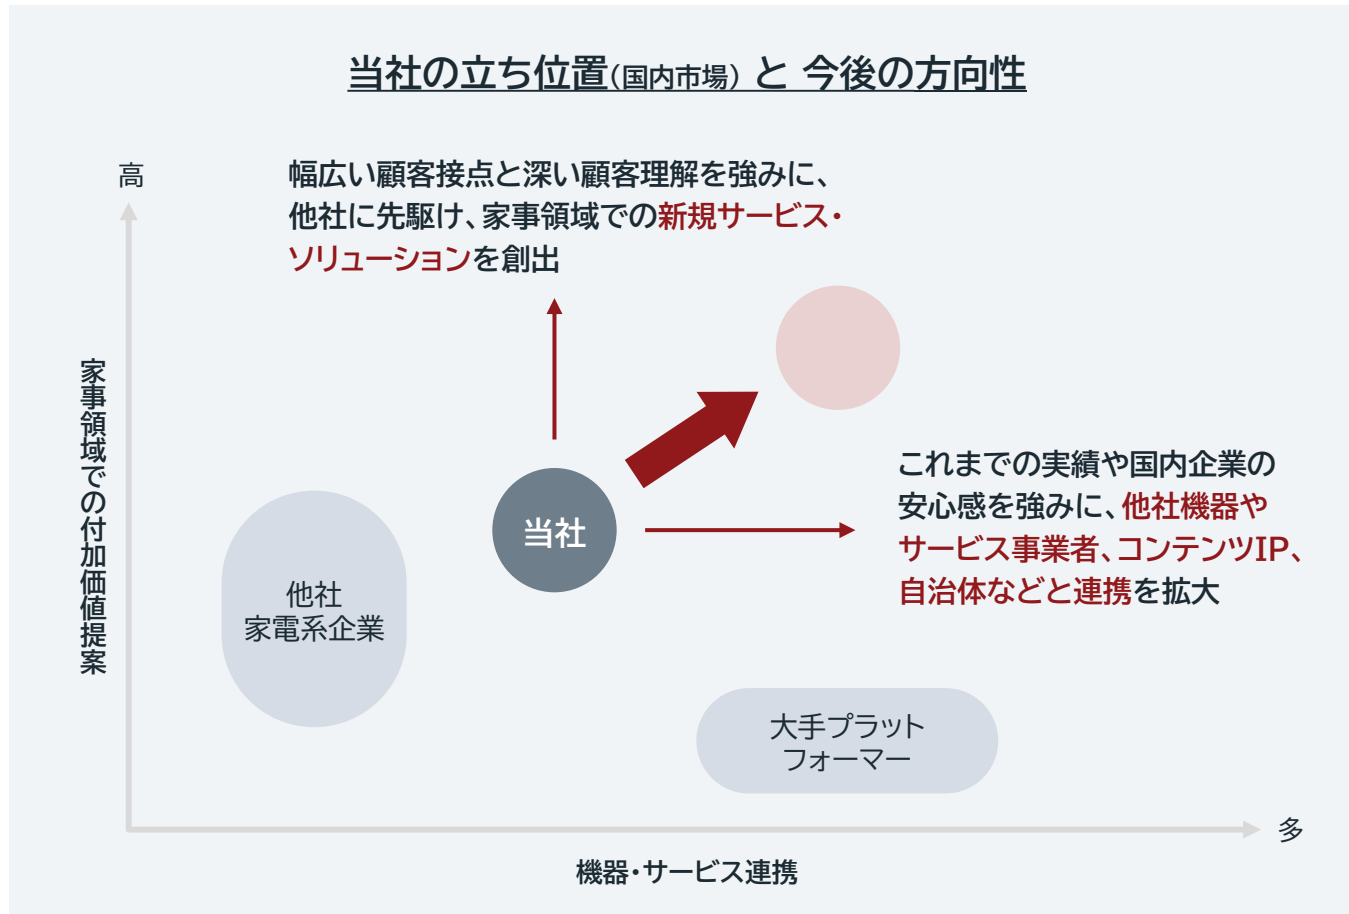 当社の立ち位置(国内市場) と 今後の方向性
高
幅広い顧客接点と深い顧客理解を強みに、
他社に先駆け、家事領域での新規サービス・
ソリューションを創出
家事領域での付加価値提案
これまでの実績や国内企業の
安心感を強みに、他社機器や
サービス事業者、コンテンツIP、
自治体などと連携を拡大
当社
他社
家電系企業
大手プラット
フォーマー
多
機器・サービス連携